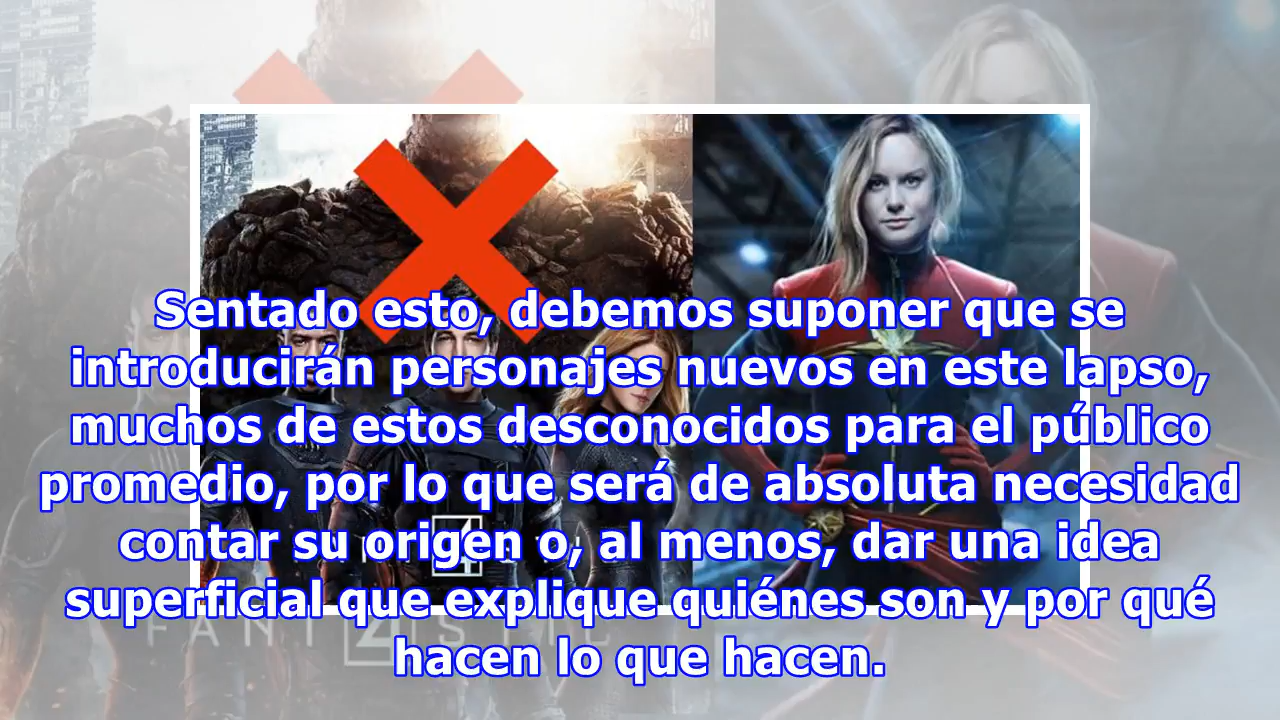 Sentado esto, debemos suponer que se
introducirán personajes nuevos en este lapso,
muchos de estos desconocidos para el público
promedio, por lo que será de absoluta necesidad
contar su origen o, al menos, dar una idea
superficial que explique quiénes son y por qué
hacen lo que hacen.